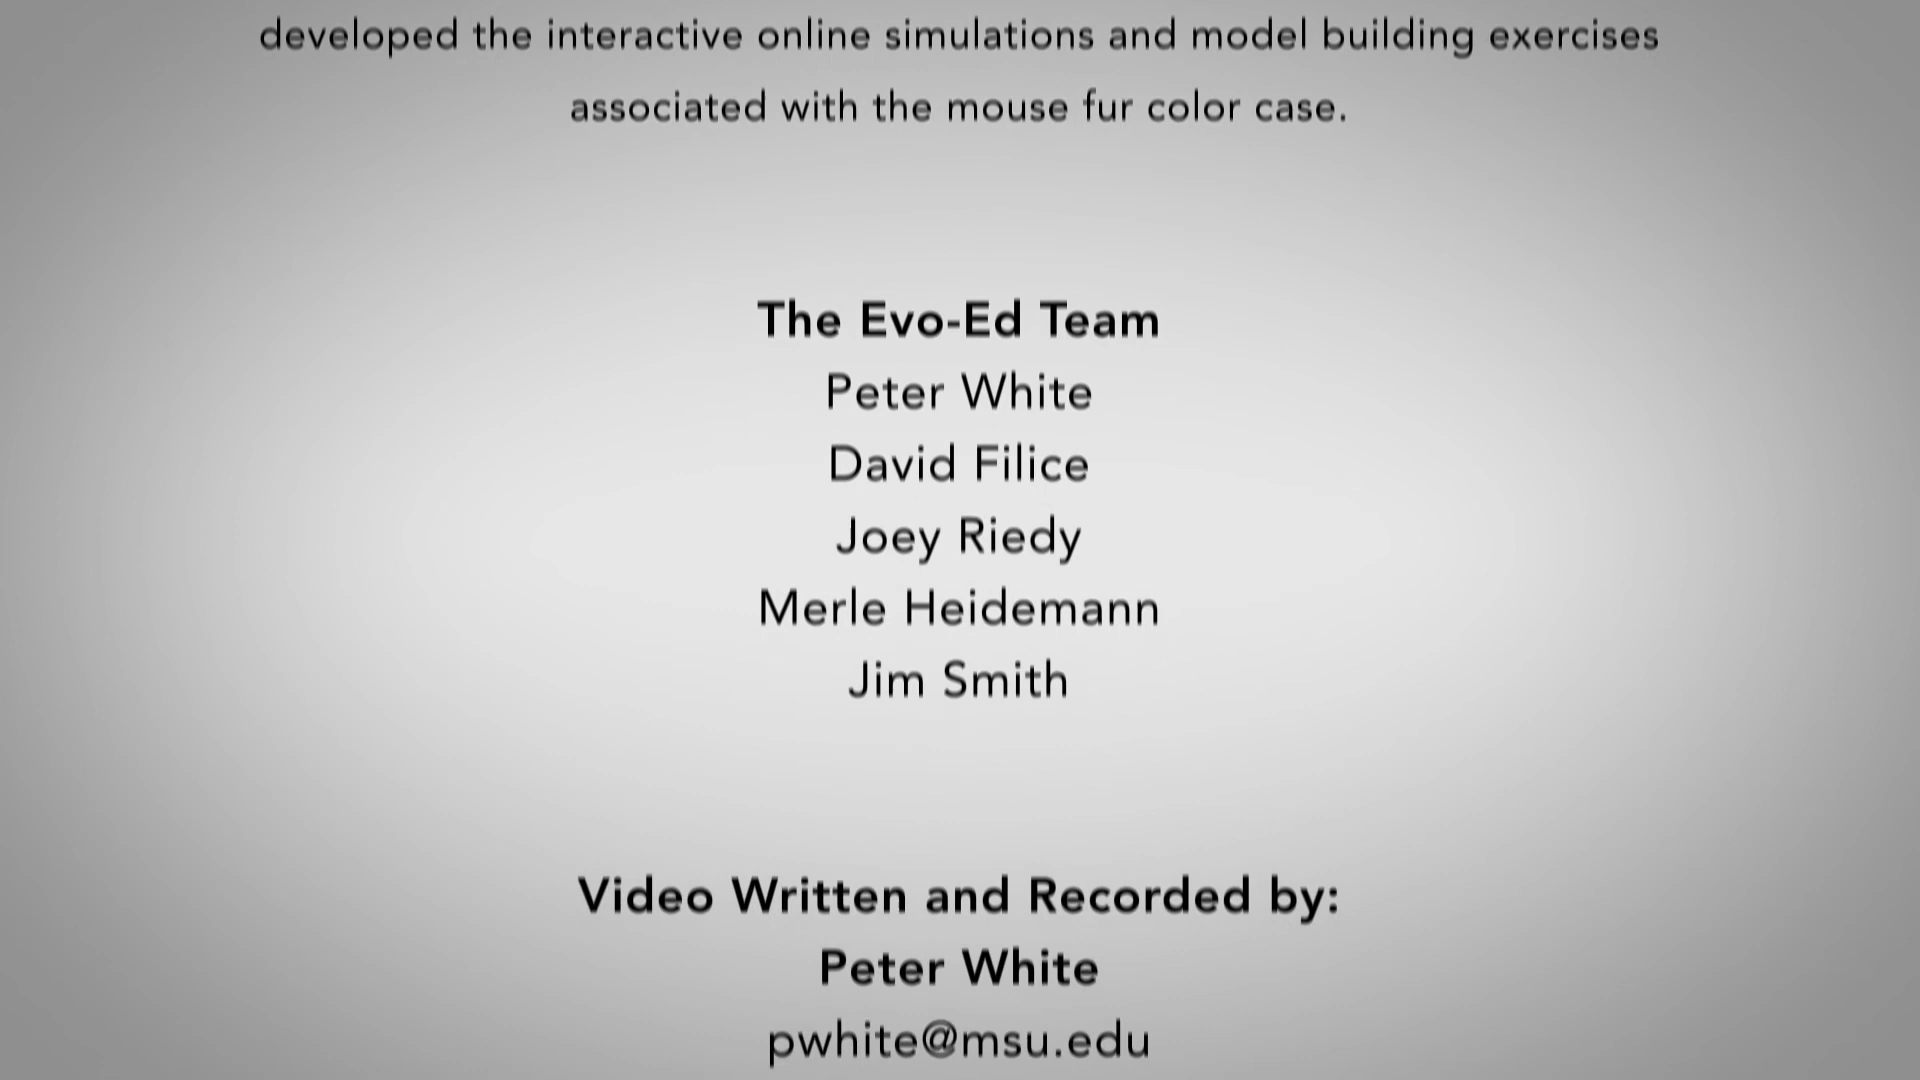 developed the interactive online simulations and model building exercises
associated with the mouse fur color case.
The Evo-Ed Team
Peter White
David Filice
Joey Riedy
Merle Heidemann
Jim Smith
Video Written and Recorded by:
Peter White
pwhite@msu.edu